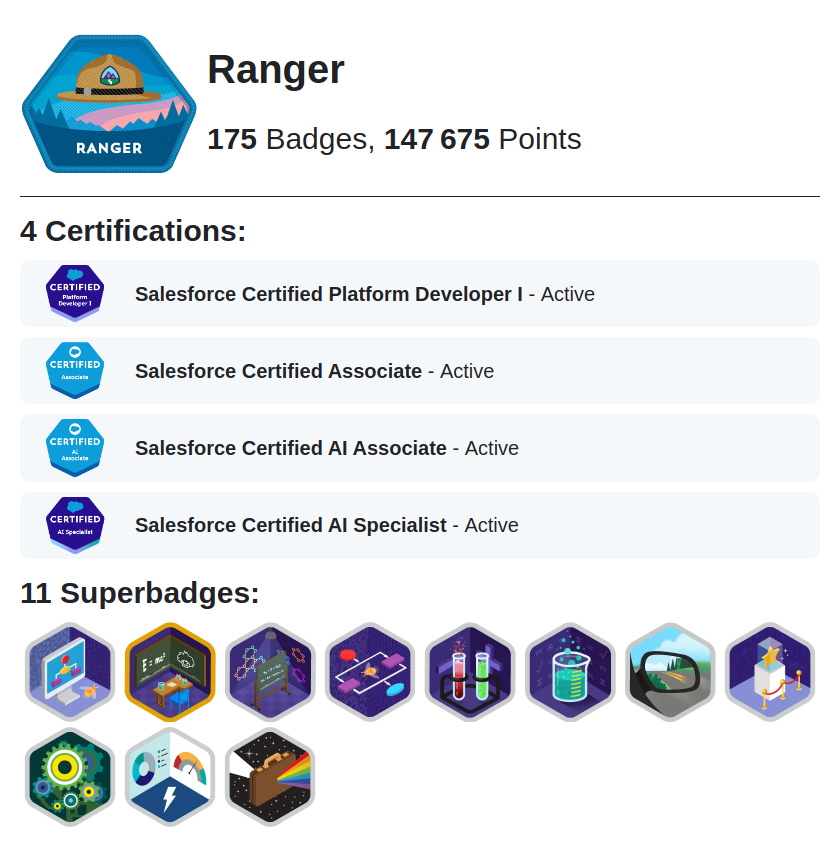 RANGER
Ranger
175 Badges, 147 675 Points
4 Certifications:
CERTIFIED
Platform
Developer I
Salesforce Certified Platform Developer I - Active
CERTIFIED
Associate
Salesforce Certified Associate - Active
CERTIFIED
AI
Associate
Salesforce Certified AI Associate - Active
CERTIFIED
AI Specialist
Salesforce Certified AI Specialist - Active
11 Superbadges:
E = mc²